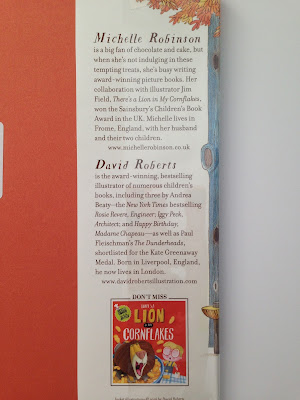 Michelle Robinson
is a big fan of chocolate and cake, but
when she's not indulging in these
tempting treats, she's busy writing
award-winning picture books. Her
collaboration with illustrator Jim
Field, There's a Lion in My Cornflakes,
won the Sainsbury's Children's Book
Award in the UK. Michelle lives in
Frome, England, with her husband
and their two children.
www.michellerobinson.co.uk
David Roberts
is the award-winning, bestselling
illustrator of numerous children's
books, including three by Andrea
Beaty—the New York Times bestselling
Rosie Revere, Engineer; Iggy Peck,
Architect; and Happy Birthday,
Madame Chapeau—as well as Paul
Fleischman's The Dunderheads,
shortlisted for the Kate Greenaway
Medal. Born in Liverpool, England,
he now lives in London.
www.davidrobertsillustration.com
DON'T MISS
LION
CORNFLAKES